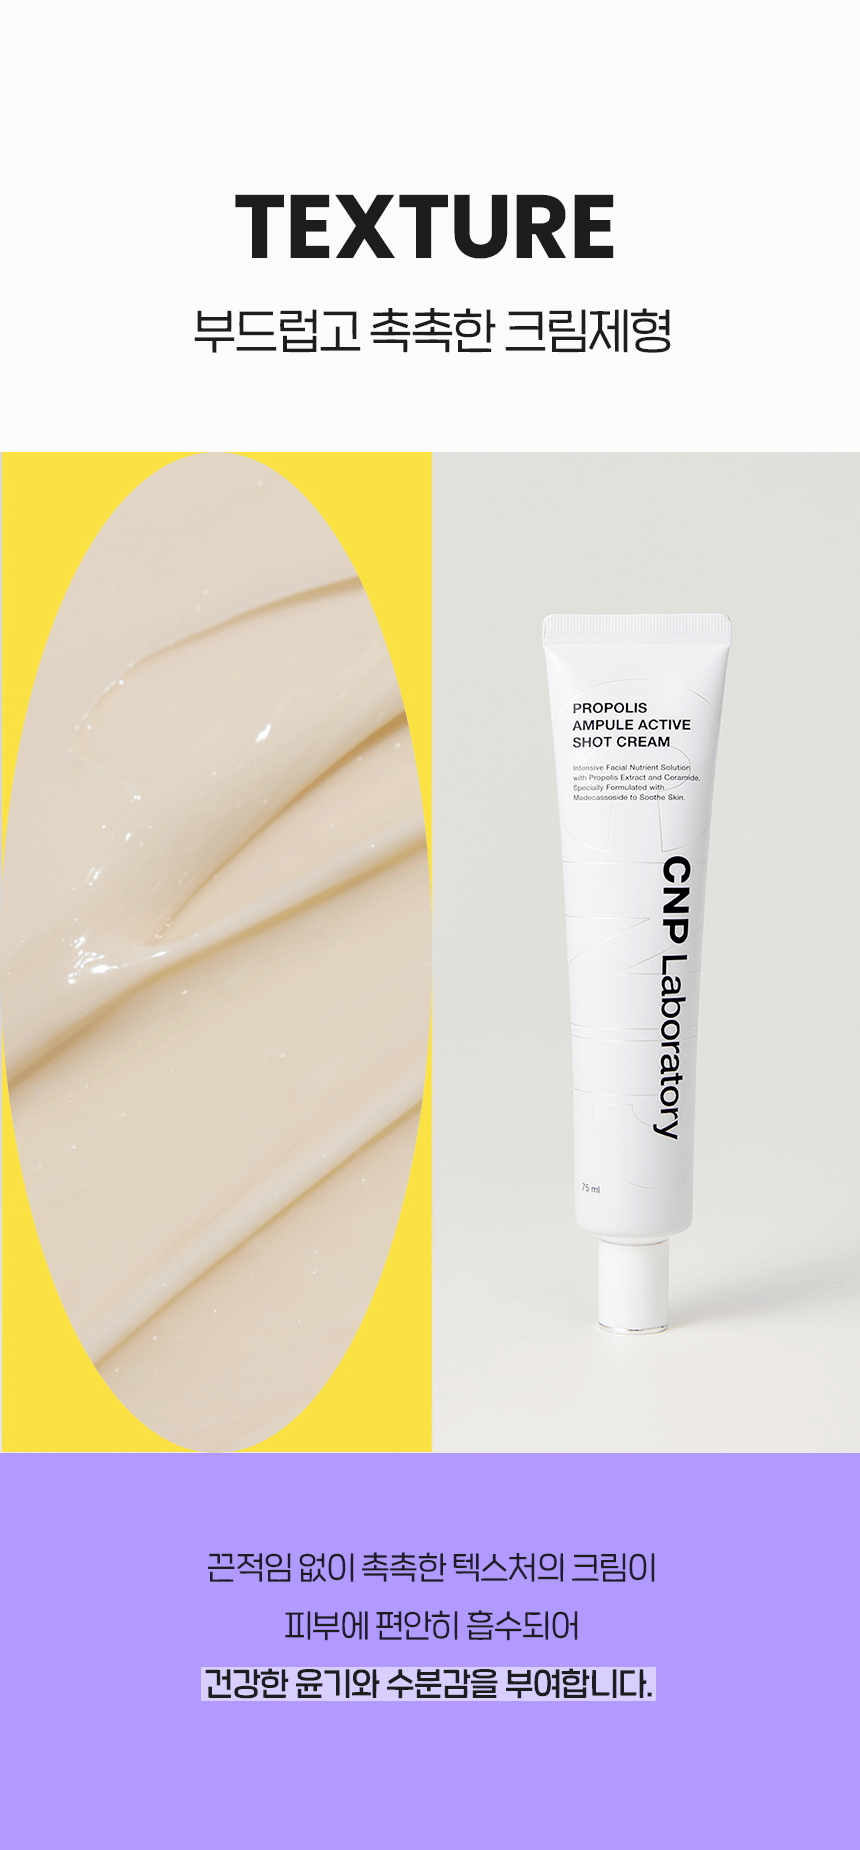 TEXTURE
부드럽고 촉촉한 크림제형
PROPOLIS
AMPULE ACTIVE
SHOT CREAM
Intensive Facial Nutrient Solution
with Propolis Extract and Ceramide.
Specially Formulated with
Madecassoside to Soothe Skin.
CNP Laboratory
75 ml
끈적임 없이 촉촉한 텍스처의 크림이
피부에 편안히 흡수되어
건강한 윤기와 수분감을 부여합니다.